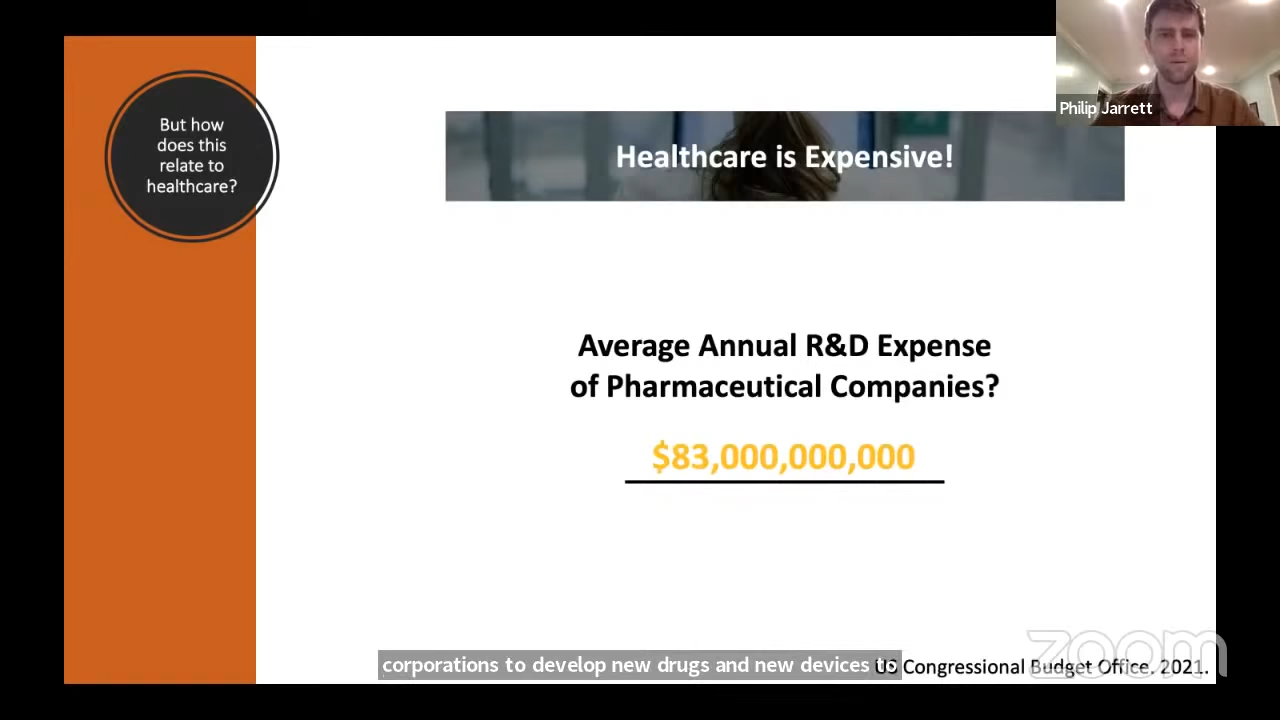 But how
does this
relate to
healthcare?
Healthcare is Expensive!
Philip Jarrett
Average Annual R&D Expense
of Pharmaceutical Companies?
$83,000,000,000
corporations to develop new drugs and new devices to
US Congressional Budget Office. 2021.
zoom